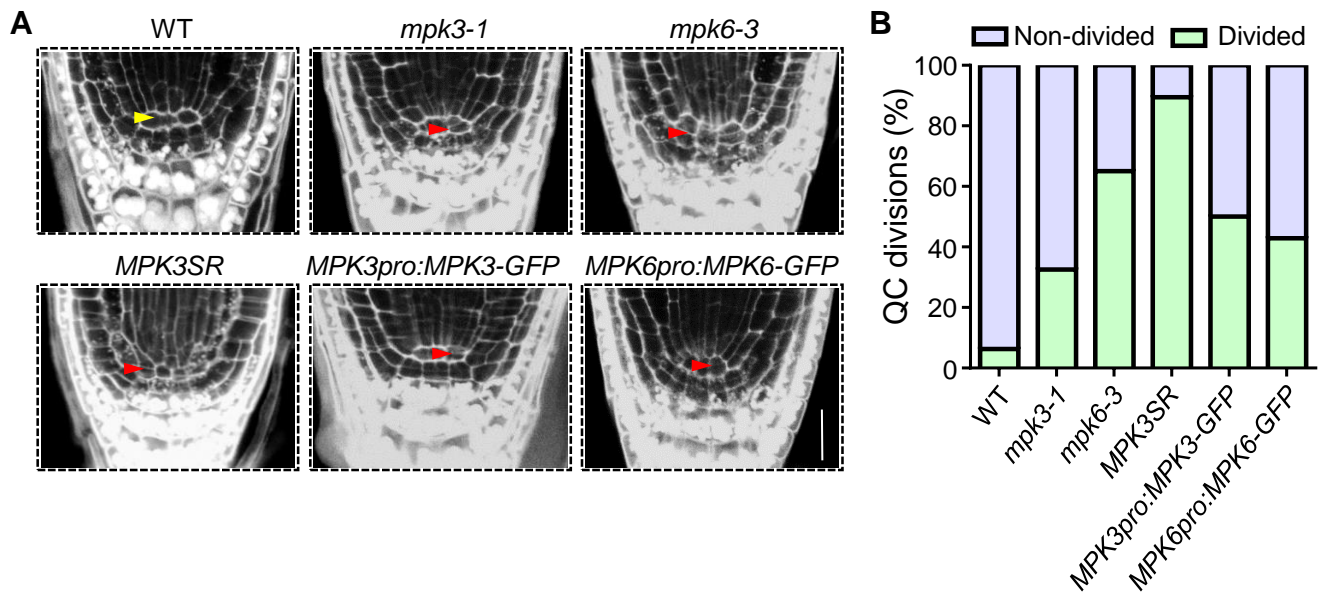 A
WT
mpk3-1
mpk6-3
MPK3SR
MPK3pro:MPK3-GFP
MPK6pro:MPK6-GFP
B
Non-divided
Divided
QC divisions (%)
100
80
60
40
20
0
WT
mpk3-1
mpk6-3
MPK3SR
MPK3pro:MPK3-GFP
MPK6pro:MPK6-GFP